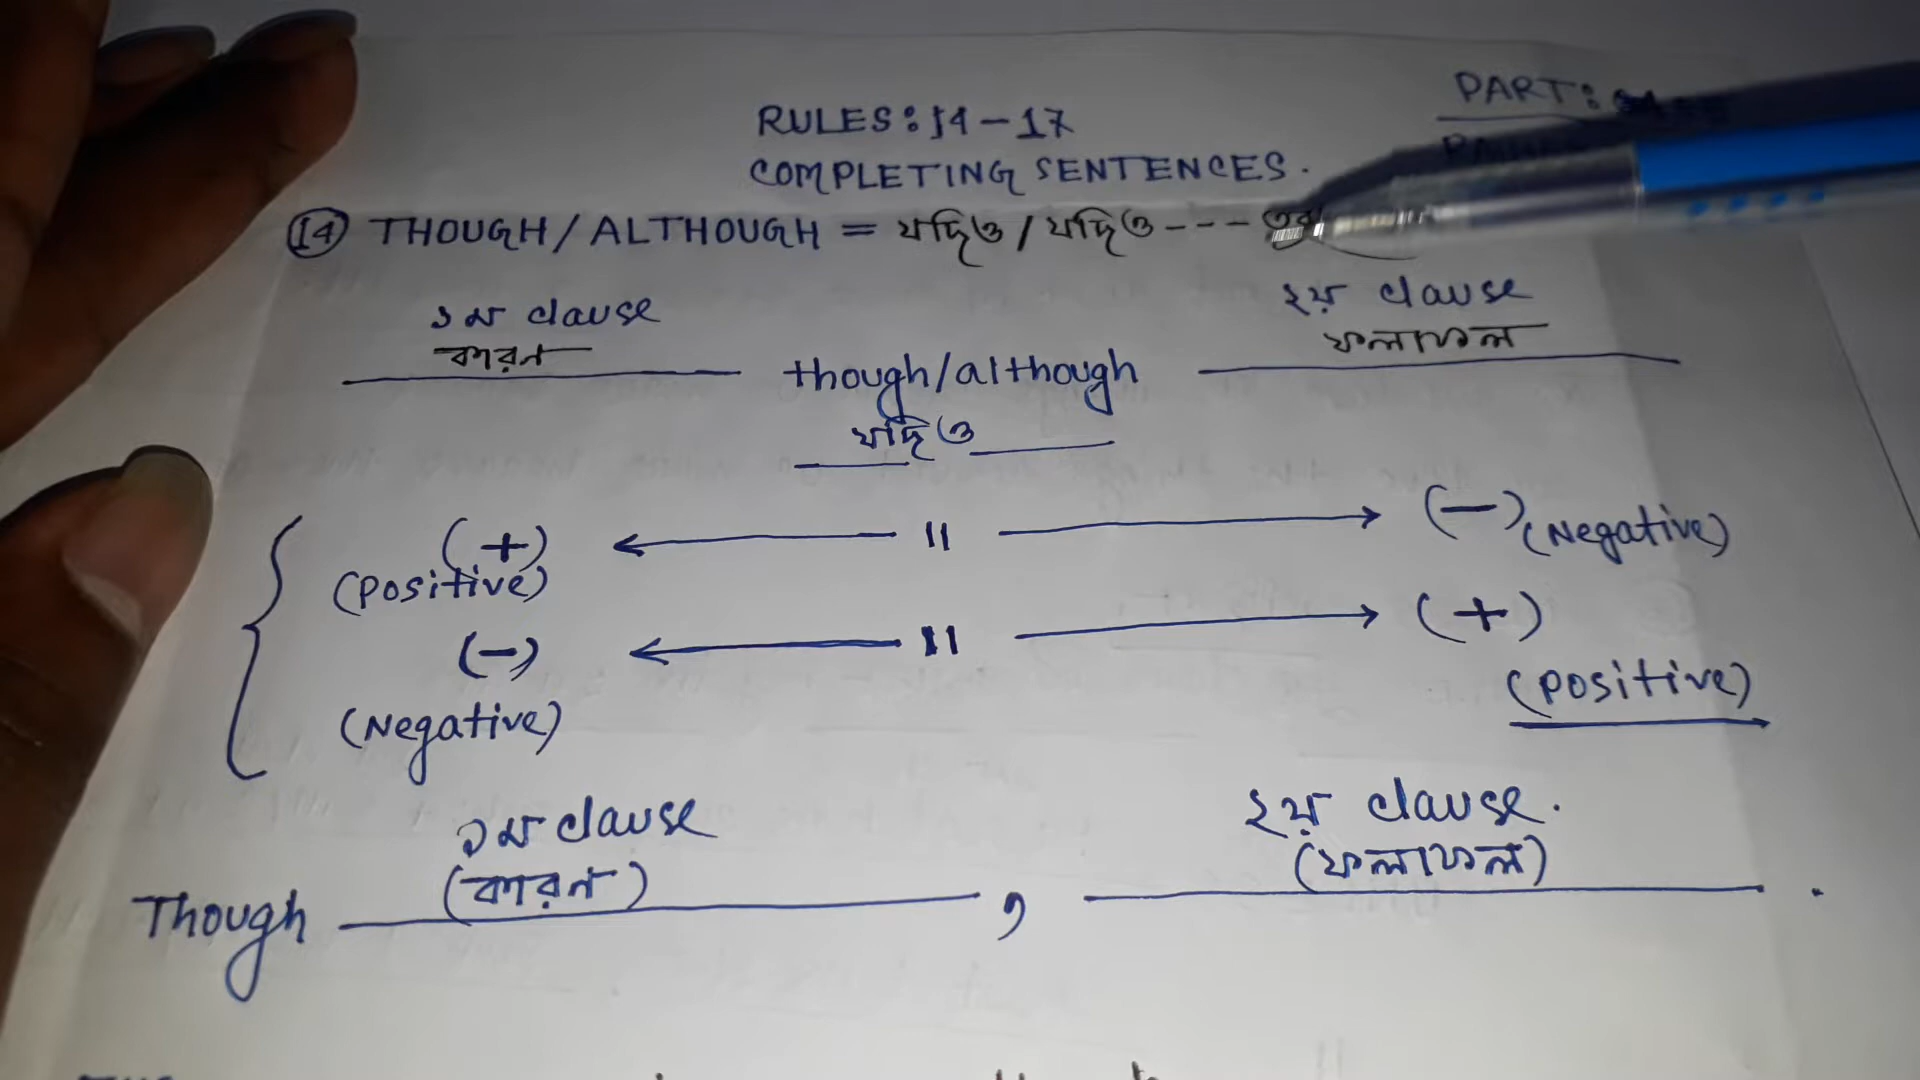 PART:
RULES: 14-17
COMPLETING SENTENCES.
(14) THOUGH/ALTHOUGH = যদিও / যদিও ---
১ম clause
কারণ
though/although
যদিও
২য় clause
ফলাফল
(+) ← " → (-) (Negative)
(Positive)
(-) ← " → (+)
(Negative)
(Positive)
১ম clause
(কারণ)
২য় clause.
(ফলাফল)
Though ,  .